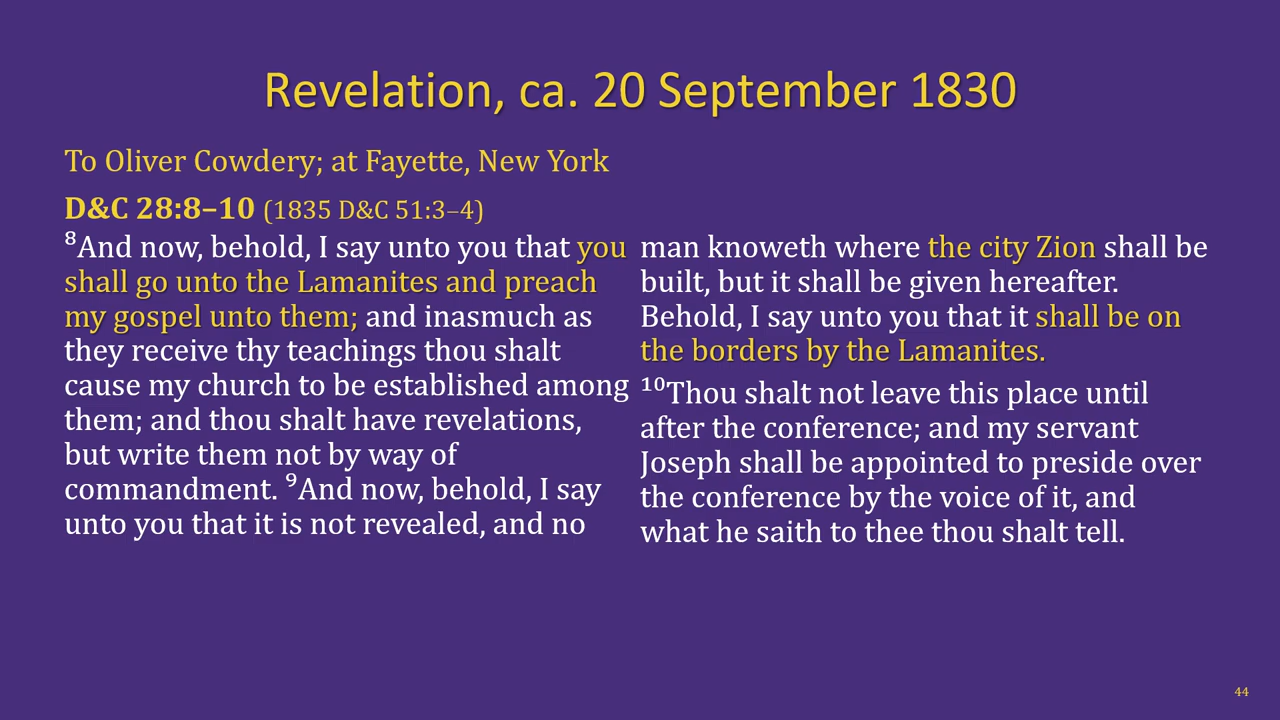 Revelation, ca. 20 September 1830
To Oliver Cowdery; at Fayette, New York
D&C 28:8–10 (1835 D&C 51:3–4)
⁸And now, behold, I say unto you that you
shall go unto the Lamanites and preach
my gospel unto them; and inasmuch as
they receive thy teachings thou shalt
cause my church to be established among
them; and thou shalt have revelations,
but write them not by way of
commandment. ⁹And now, behold, I say
unto you that it is not revealed, and no
man knoweth where the city Zion shall be
built, but it shall be given hereafter.
Behold, I say unto you that it shall be on
the borders by the Lamanites.
¹⁰Thou shalt not leave this place until
after the conference; and my servant
Joseph shall be appointed to preside over
the conference by the voice of it, and
what he saith to thee thou shalt tell.
44